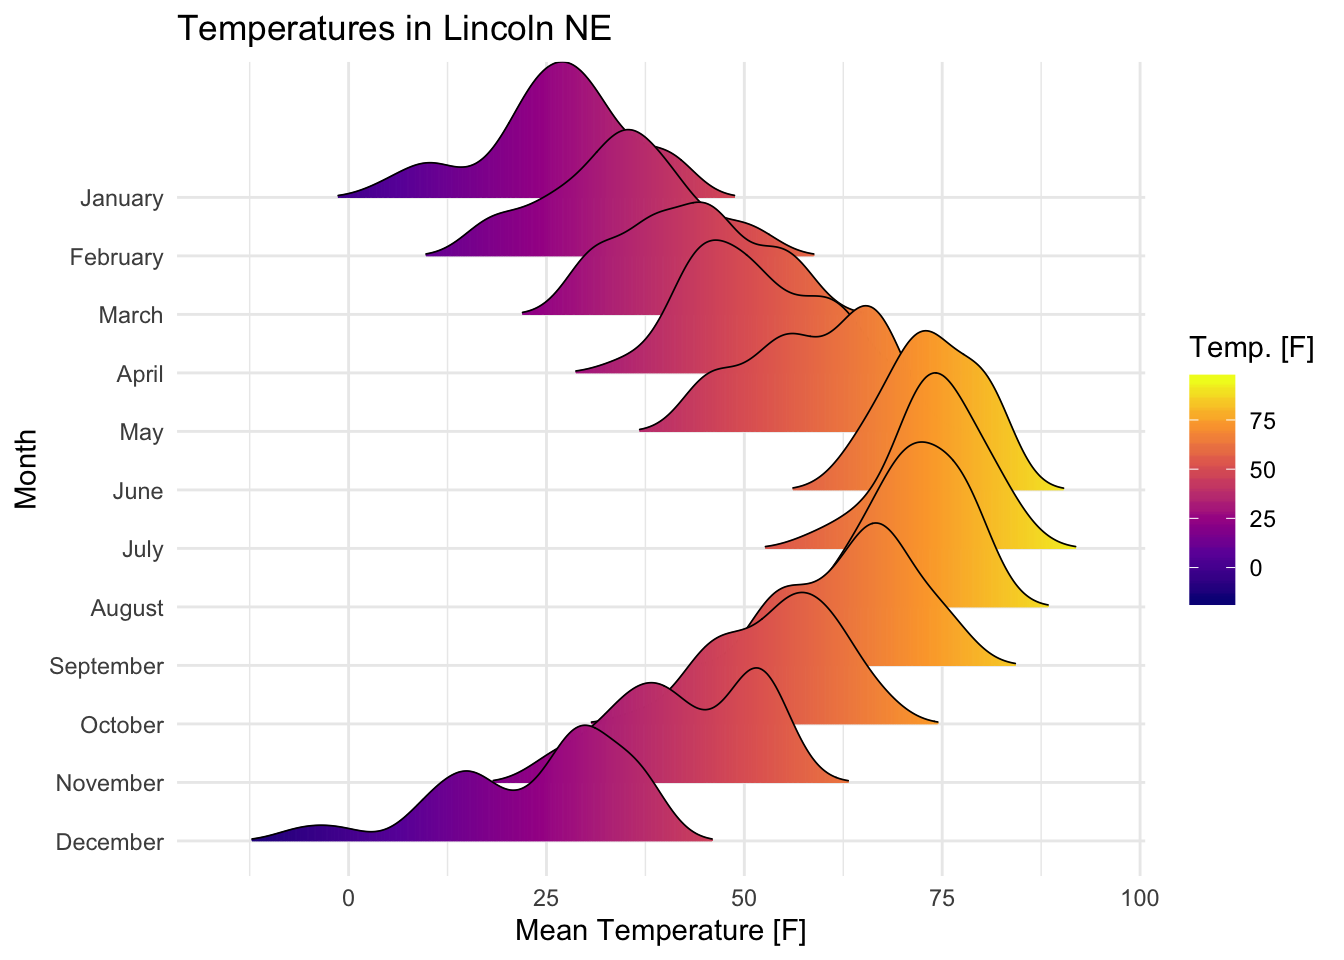 Temperatures in Lincoln NE
January
February
March
April
May
June
July
August
September
October
November
December
Month
0 25 50 75 100
Mean Temperature [F]
Temp. [F]
75
50
25
0